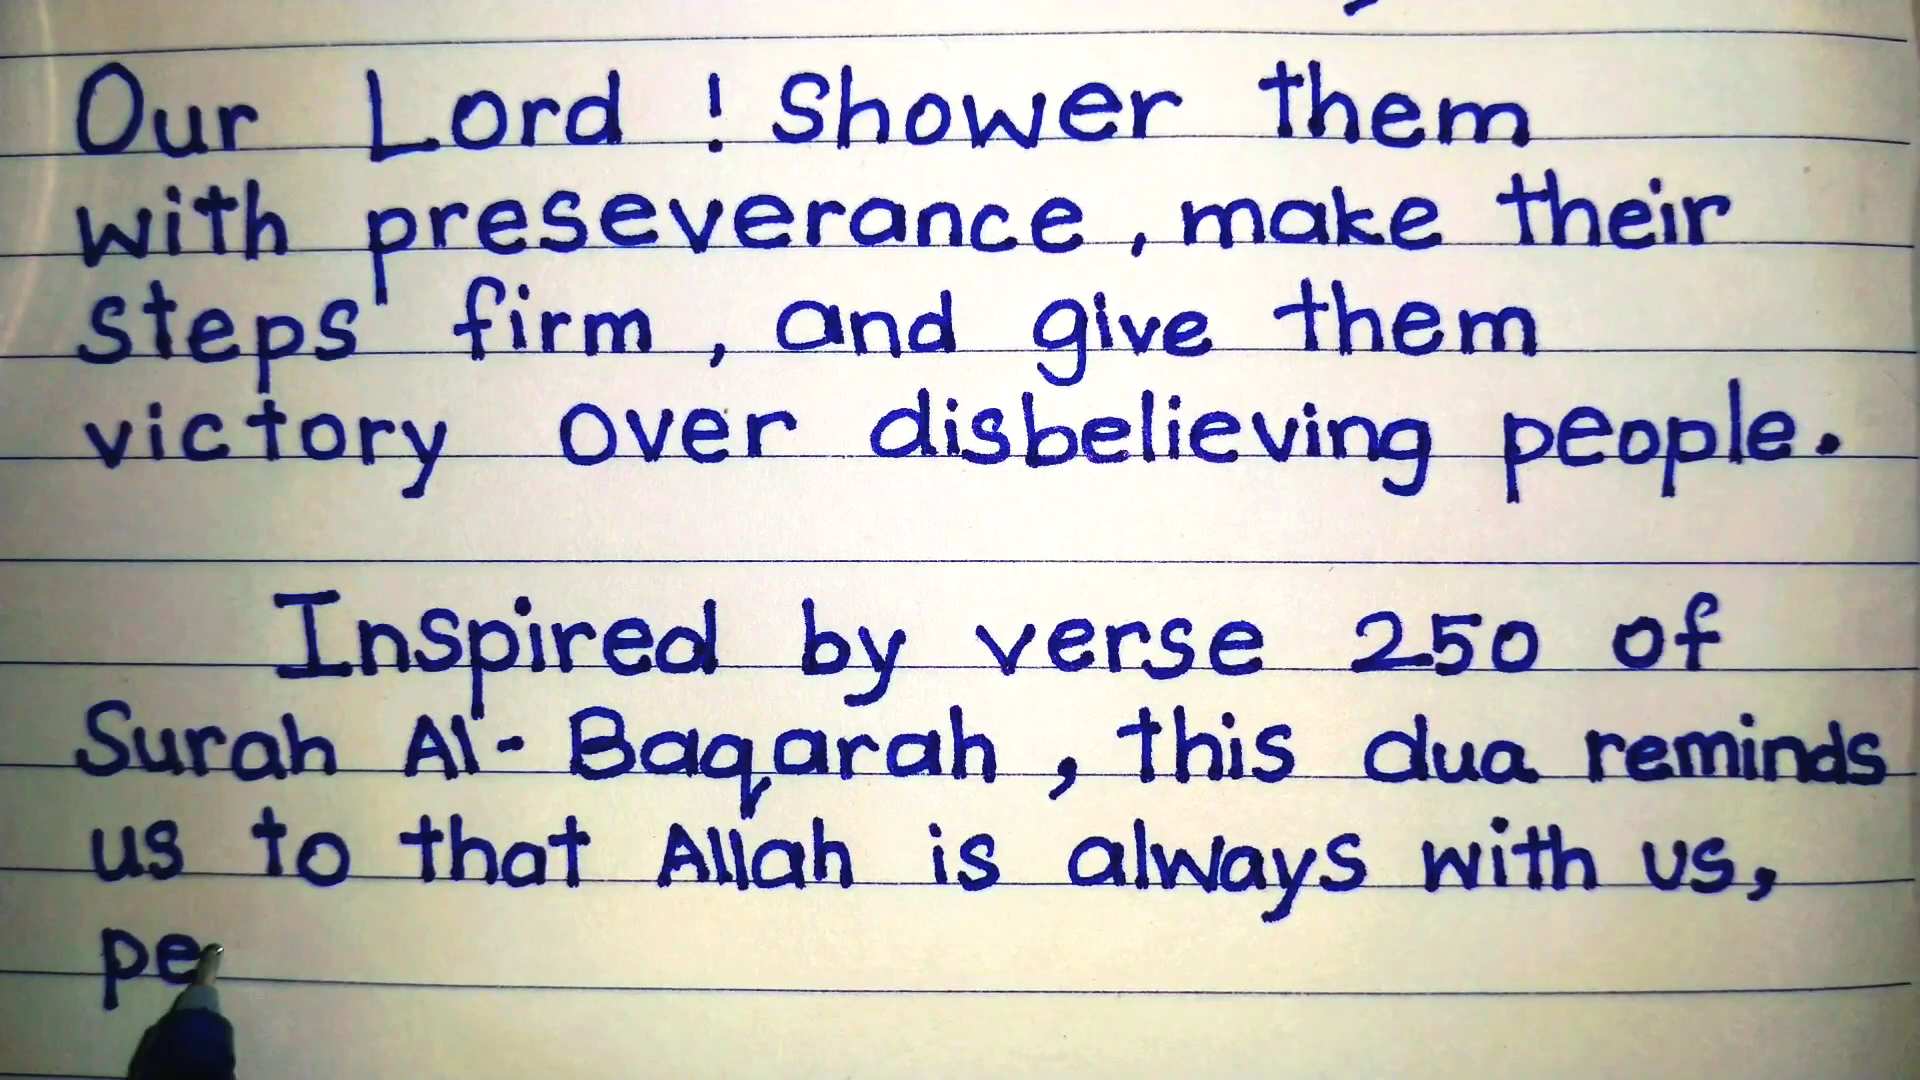 Our Lord ! Shower them
with preseverance, make their
steps firm, and give them
victory over disbelieving people.
Inspired by verse 250 of
Surah Al-Baqarah, this dua reminds
us to that Allah is always with us,
pe